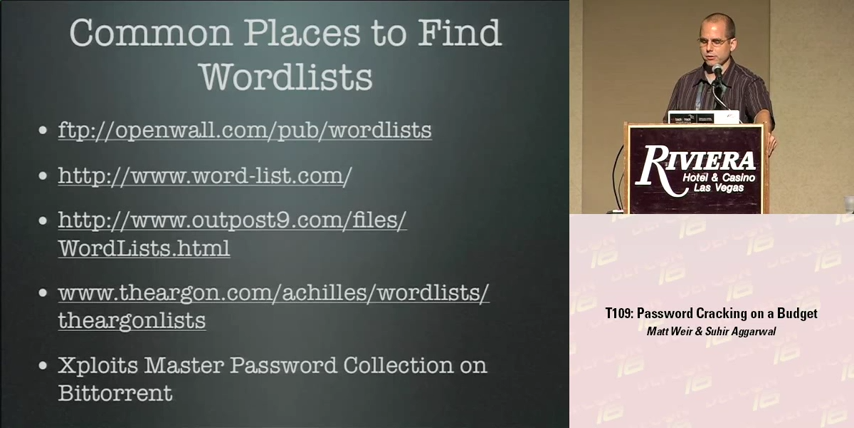 Common Places to Find
Wordlists
• ftp://openwall.com/pub/wordlists
• http://www.word-list.com/
• http://www.outpost9.com/files/
WordLists.html
• www.theargon.com/achilles/wordlists/
theargonlists
• Xploits Master Password Collection on
Bittorrent
RIVIERA
Hotel & Casino
Las Vegas
T109: Password Cracking on a Budget
Matt Weir & Suhir Aggarwal